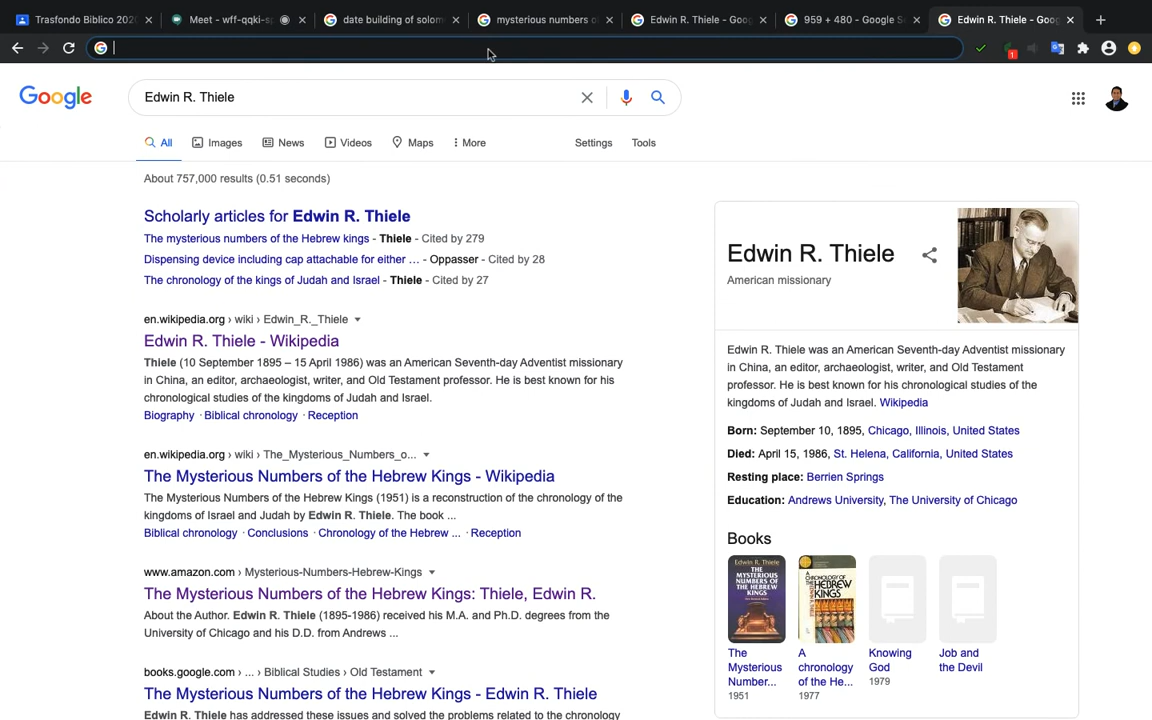 Trasfondo Biblico 202
Meet - wff-qqki-s
date building of solom
mysterious numbers o
Edwin R. Thiele - Goog
959 + 480 - Google S
Edwin R. Thiele - Goog
1
Google
Edwin R. Thiele
All
Images
News
Videos
Maps
More
Settings
Tools
About 757,000 results (0.51 seconds)
Scholarly articles for Edwin R. Thiele
The mysterious numbers of the Hebrew kings - Thiele - Cited by 279
Dispensing device including cap attachable for either ... - Oppasser - Cited by 28
The chronology of the kings of Judah and Israel - Thiele - Cited by 27
en.wikipedia.org › wiki › Edwin_R._Thiele
Edwin R. Thiele - Wikipedia
Thiele (10 September 1895 – 15 April 1986) was an American Seventh-day Adventist missionary
in China, an editor, archaeologist, writer, and Old Testament professor. He is best known for his
chronological studies of the kingdoms of Judah and Israel.
Biography · Biblical chronology · Reception
en.wikipedia.org › wiki › The_Mysterious_Numbers_o...
The Mysterious Numbers of the Hebrew Kings - Wikipedia
The Mysterious Numbers of the Hebrew Kings (1951) is a reconstruction of the chronology of the
kingdoms of Israel and Judah by Edwin R. Thiele. The book ...
Biblical chronology · Conclusions · Chronology of the Hebrew ... · Reception
www.amazon.com › Mysterious-Numbers-Hebrew-Kings
The Mysterious Numbers of the Hebrew Kings: Thiele, Edwin R.
About the Author. Edwin R. Thiele (1895-1986) received his M.A. and Ph.D. degrees from the
University of Chicago and his D.D. from Andrews ...
books.google.com › ... › Biblical Studies › Old Testament
The Mysterious Numbers of the Hebrew Kings - Edwin R. Thiele
Edwin R. Thiele has addressed these issues and solved the problems related to the chronology
Edwin R. Thiele
American missionary
Edwin R. Thiele was an American Seventh-day Adventist missionary
in China, an editor, archaeologist, writer, and Old Testament
professor. He is best known for his chronological studies of the
kingdoms of Judah and Israel. Wikipedia
Born: September 10, 1895, Chicago, Illinois, United States
Died: April 15, 1986, St. Helena, California, United States
Resting place: Berrien Springs
Education: Andrews University, The University of Chicago
Books
Edwin R. Thiele
THE
MYSTERIOUS
NUMBERS
OF THE
HEBREW
KINGS
The
Mysterious
Number...
1951
A
chronology
of the He...
1977
Knowing
God
1979
Job and
the Devil